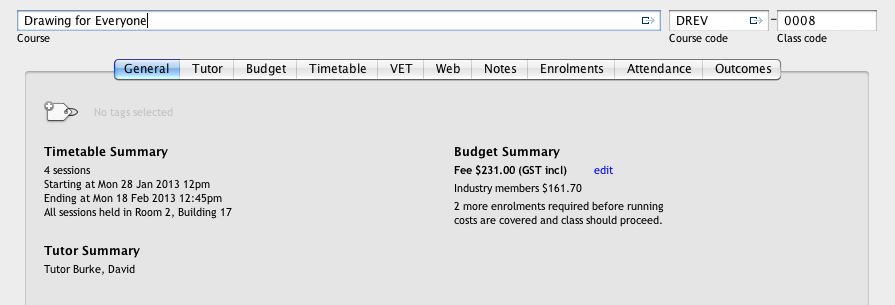 Drawing for Everyone
DREV - 0008
Course
Course code
Class code
General Tutor Budget Timetable VET Web Notes Enrolments Attendance Outcomes
No tags selected
Timetable Summary
4 sessions
Starting at Mon 28 Jan 2013 12pm
Ending at Mon 18 Feb 2013 12:45pm
All sessions held in Room 2, Building 17
Tutor Summary
Tutor Burke, David
Budget Summary
Fee $231.00 (GST incl) edit
Industry members $161.70
2 more enrolments required before running
costs are covered and class should proceed.